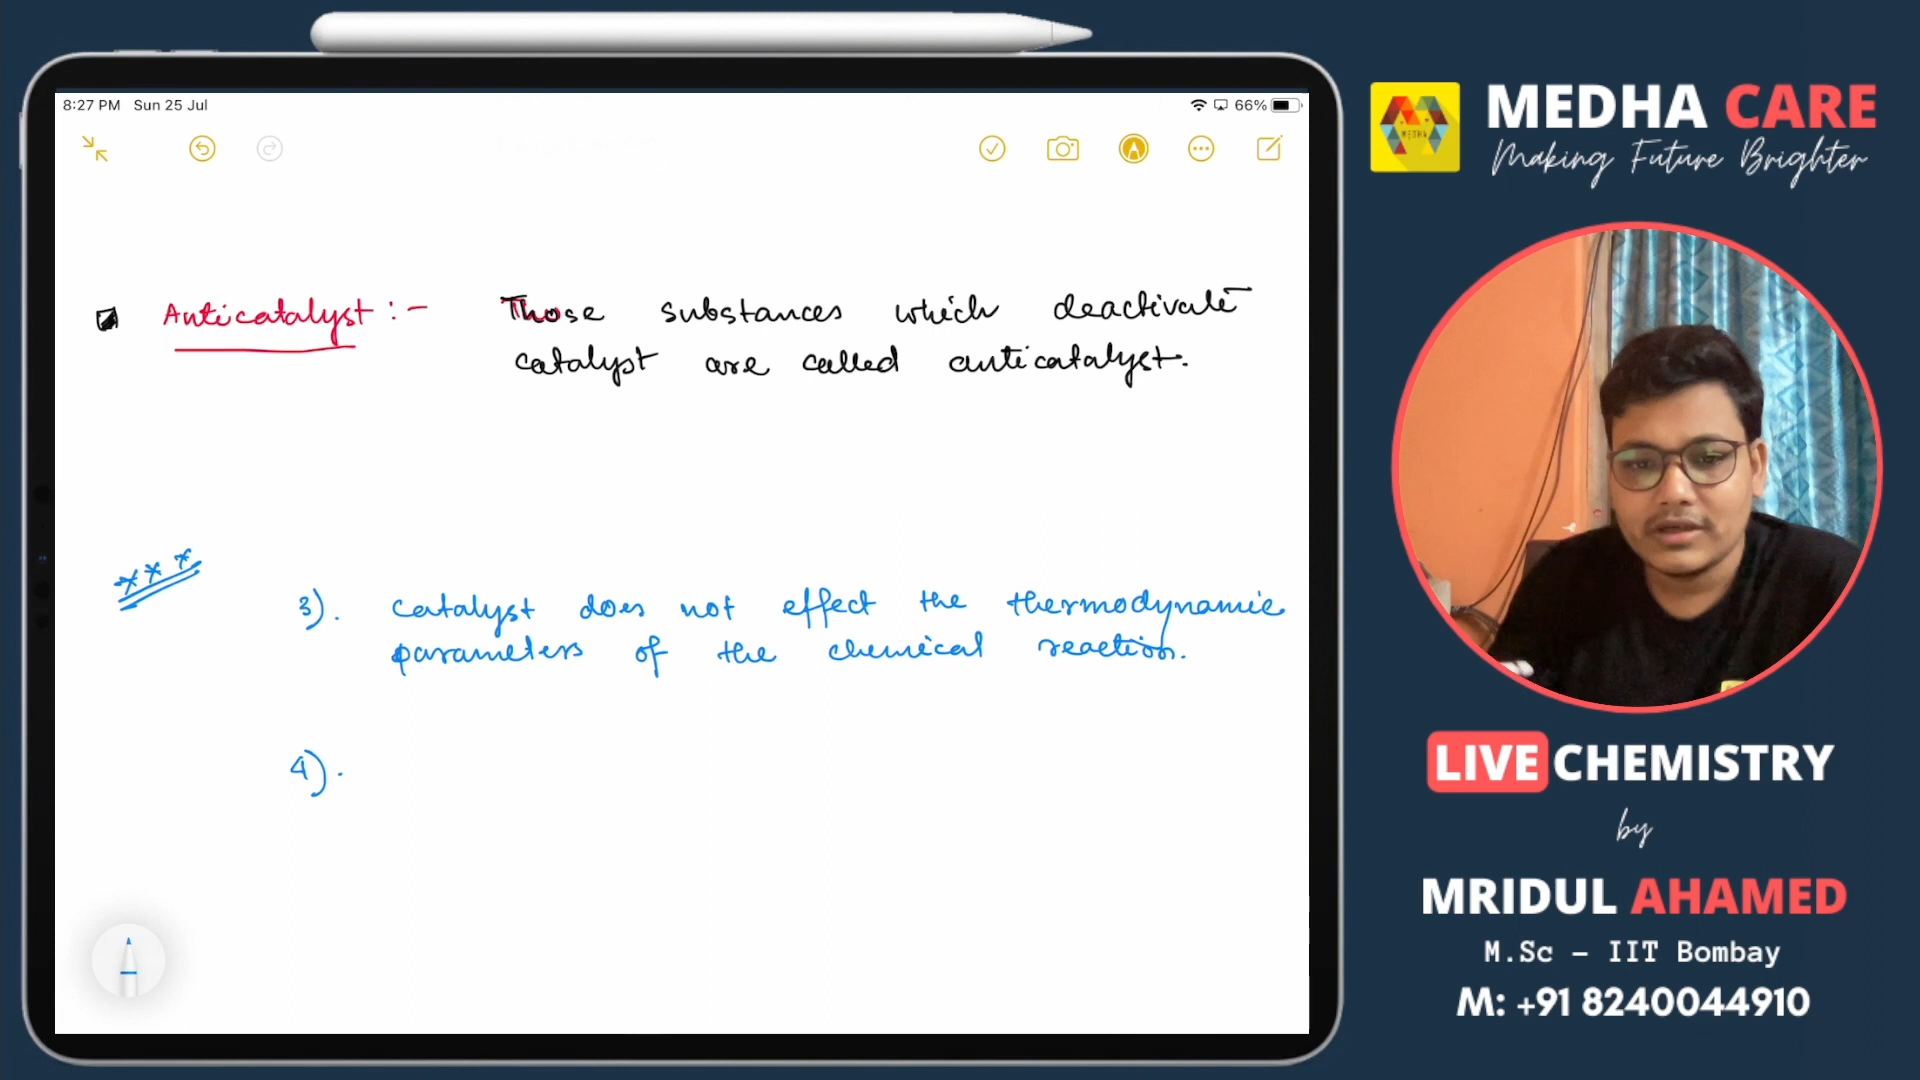 8:27 PM Sun 25 Jul
66%
Anticatalyst :- Those substances which deactivate
catalyst are called anticatalyst.
***
3). catalyst does not effect the thermodynamic
parameters of the chemical reaction.
4).
MEDHA CARE
Making Future Brighter
MEDHA
LIVE CHEMISTRY
by
MRIDUL AHAMED
M.Sc - IIT Bombay
M: +91 8240044910